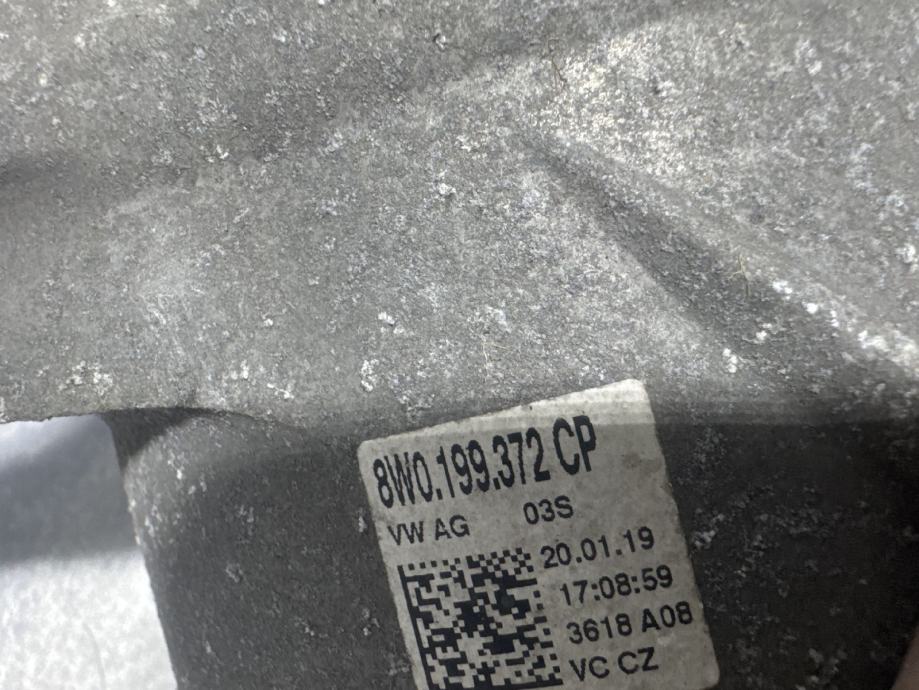 8W0.199.372 CP
VW AG 03S
20.01.19
17:08:59
3618 A08
VC CZ